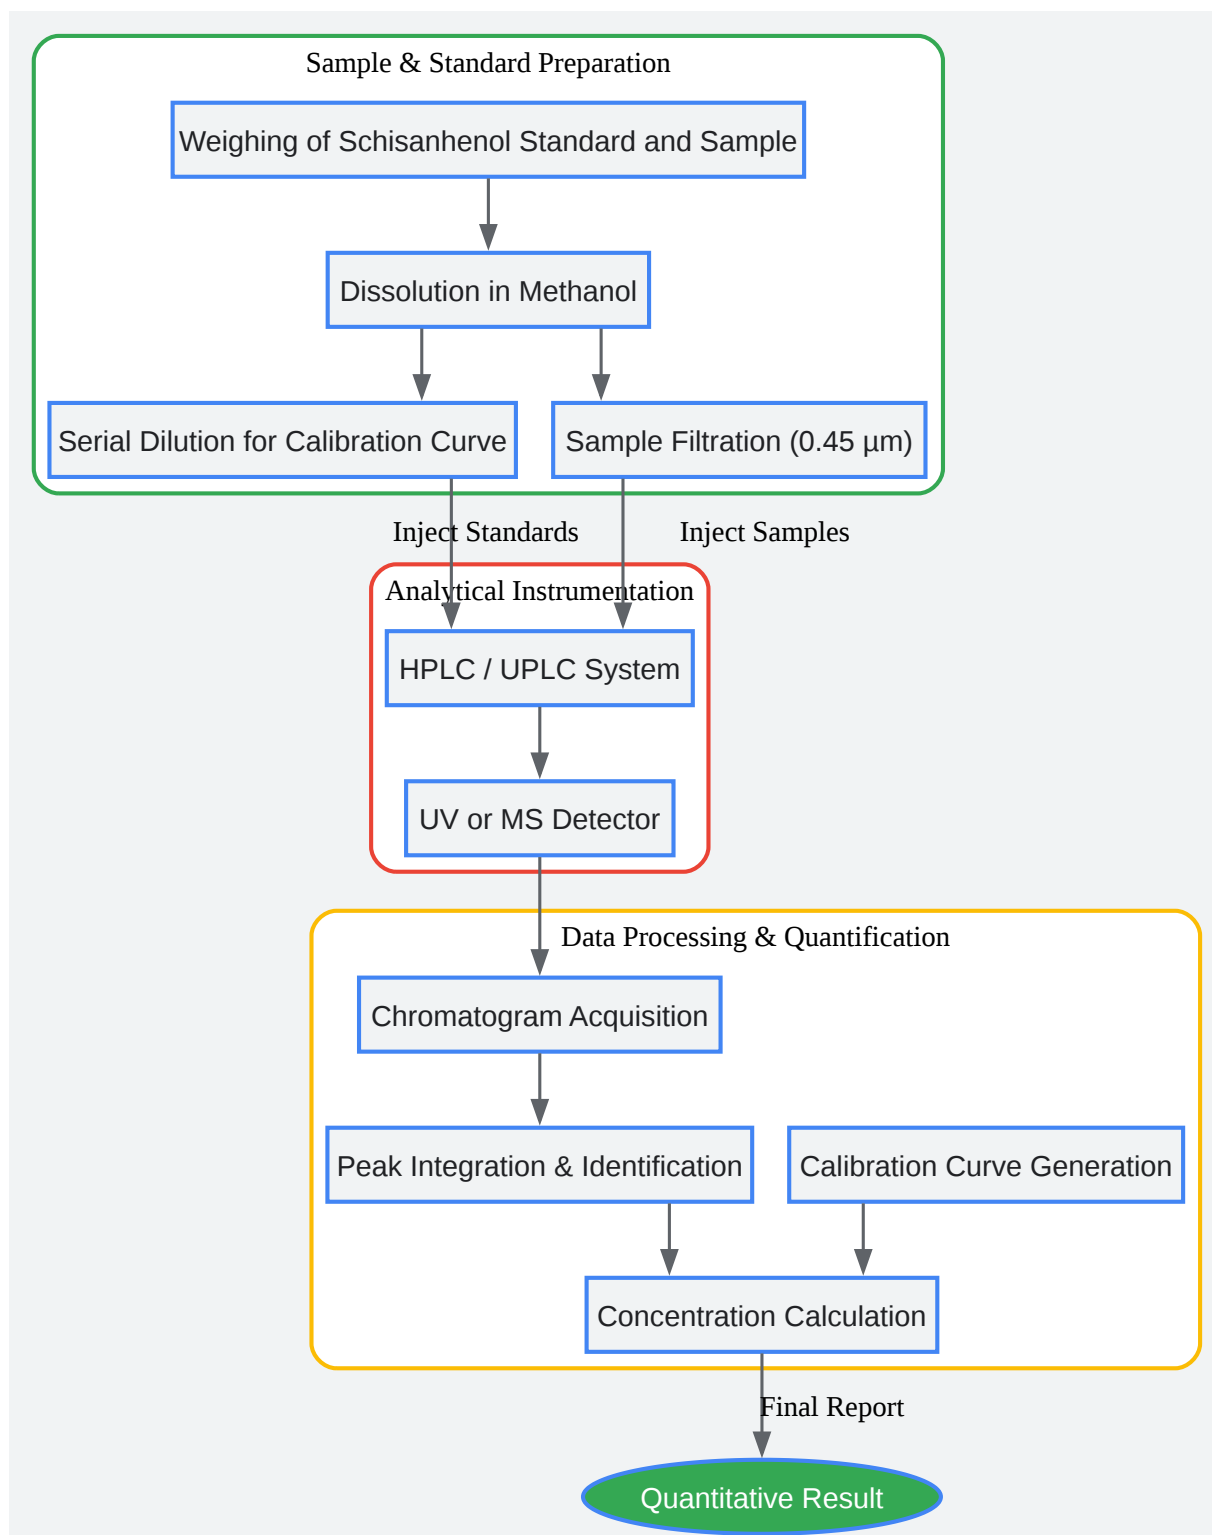 Sample & Standard Preparation
Weighing of Schisanhenol Standard and Sample
Dissolution in Methanol
Serial Dilution for Calibration Curve
Sample Filtration (0.45 µm)
Inject Standards
Inject Samples
Analytical Instrumentation
HPLC / UPLC System
UV or MS Detector
Data Processing & Quantification
Chromatogram Acquisition
Peak Integration & Identification
Calibration Curve Generation
Concentration Calculation
Final Report
Quantitative Result